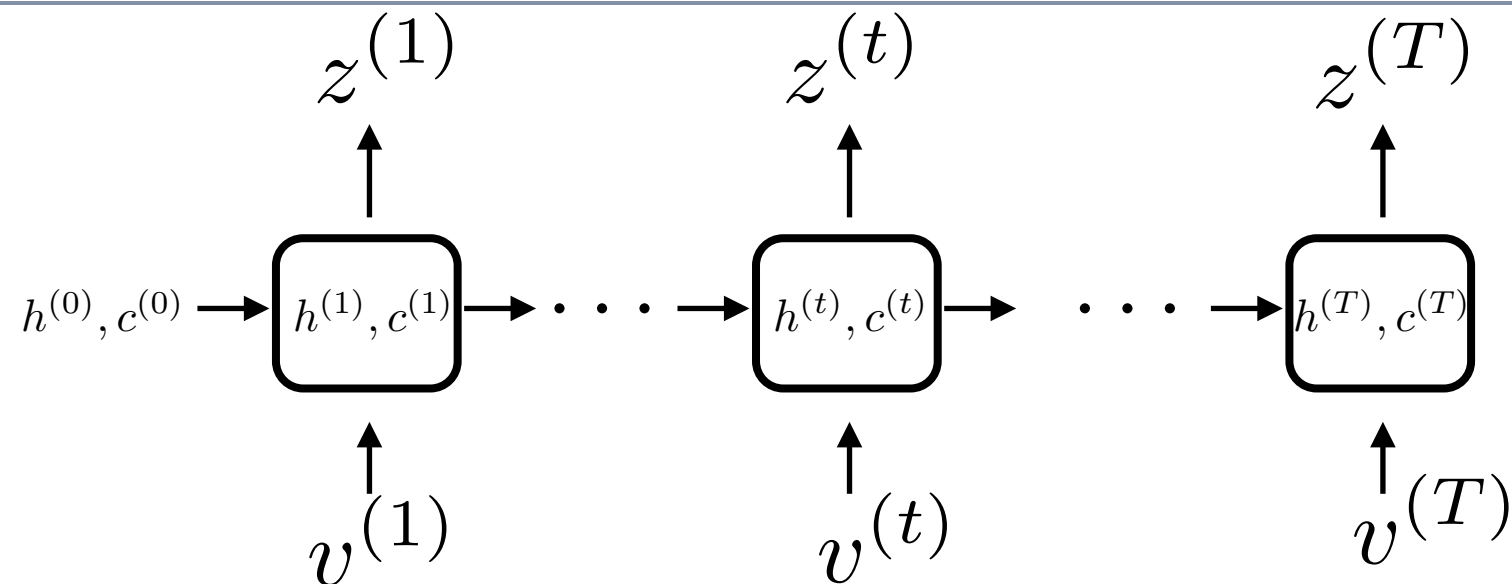 z^(1) z^(t) z^(T)
h^(0), c^(0) h^(1), c^(1) · · · h^(t), c^(t) · · · h^(T), c^(T)
v^(1) v^(t) v^(T)